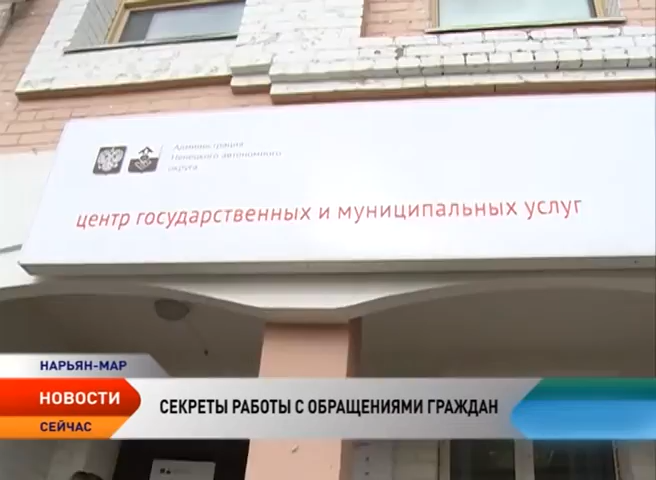 Администрация
Ненецкого автономного
округа
центр государственных и муниципальных услуг
НАРЬЯН-МАР
НОВОСТИ
СЕЙЧАС
СЕКРЕТЫ РАБОТЫ С ОБРАЩЕНИЯМИ ГРАЖДАН